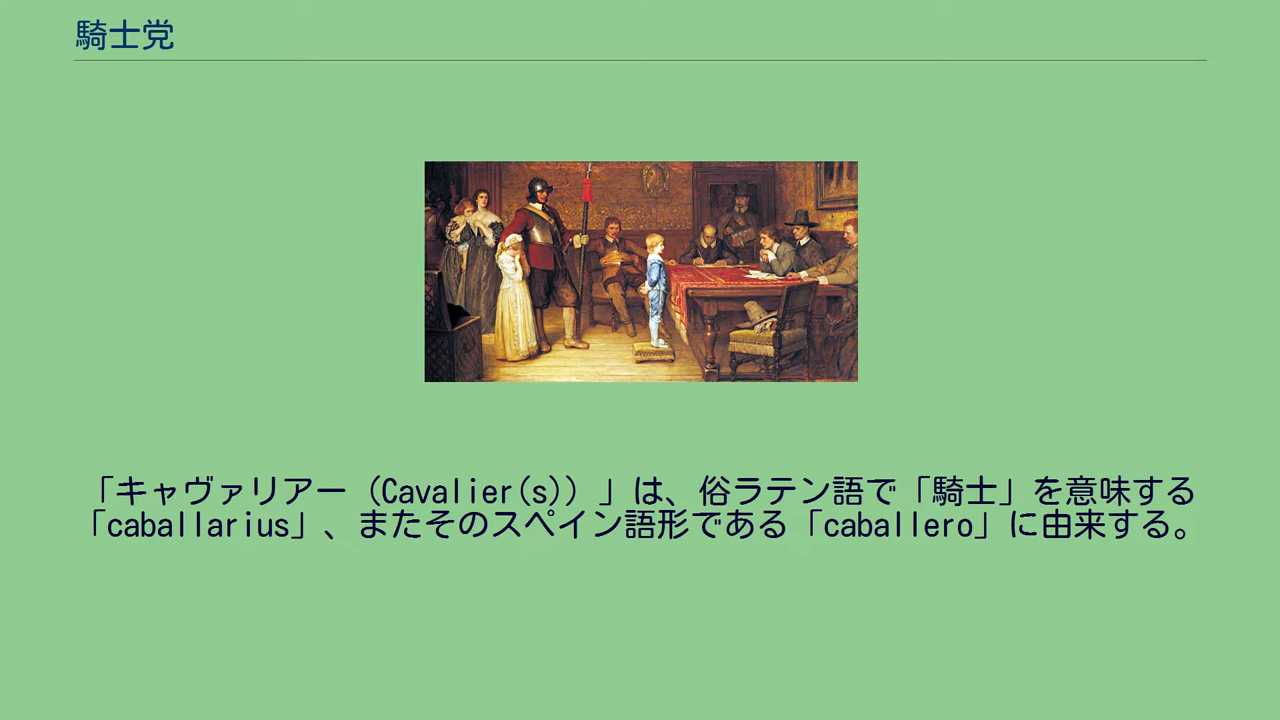 騎士党
「キャヴァリアー（Cavalier(s)）」は、俗ラテン語で「騎士」を意味する
「caballarius」、またそのスペイン語形である「caballero」に由来する。